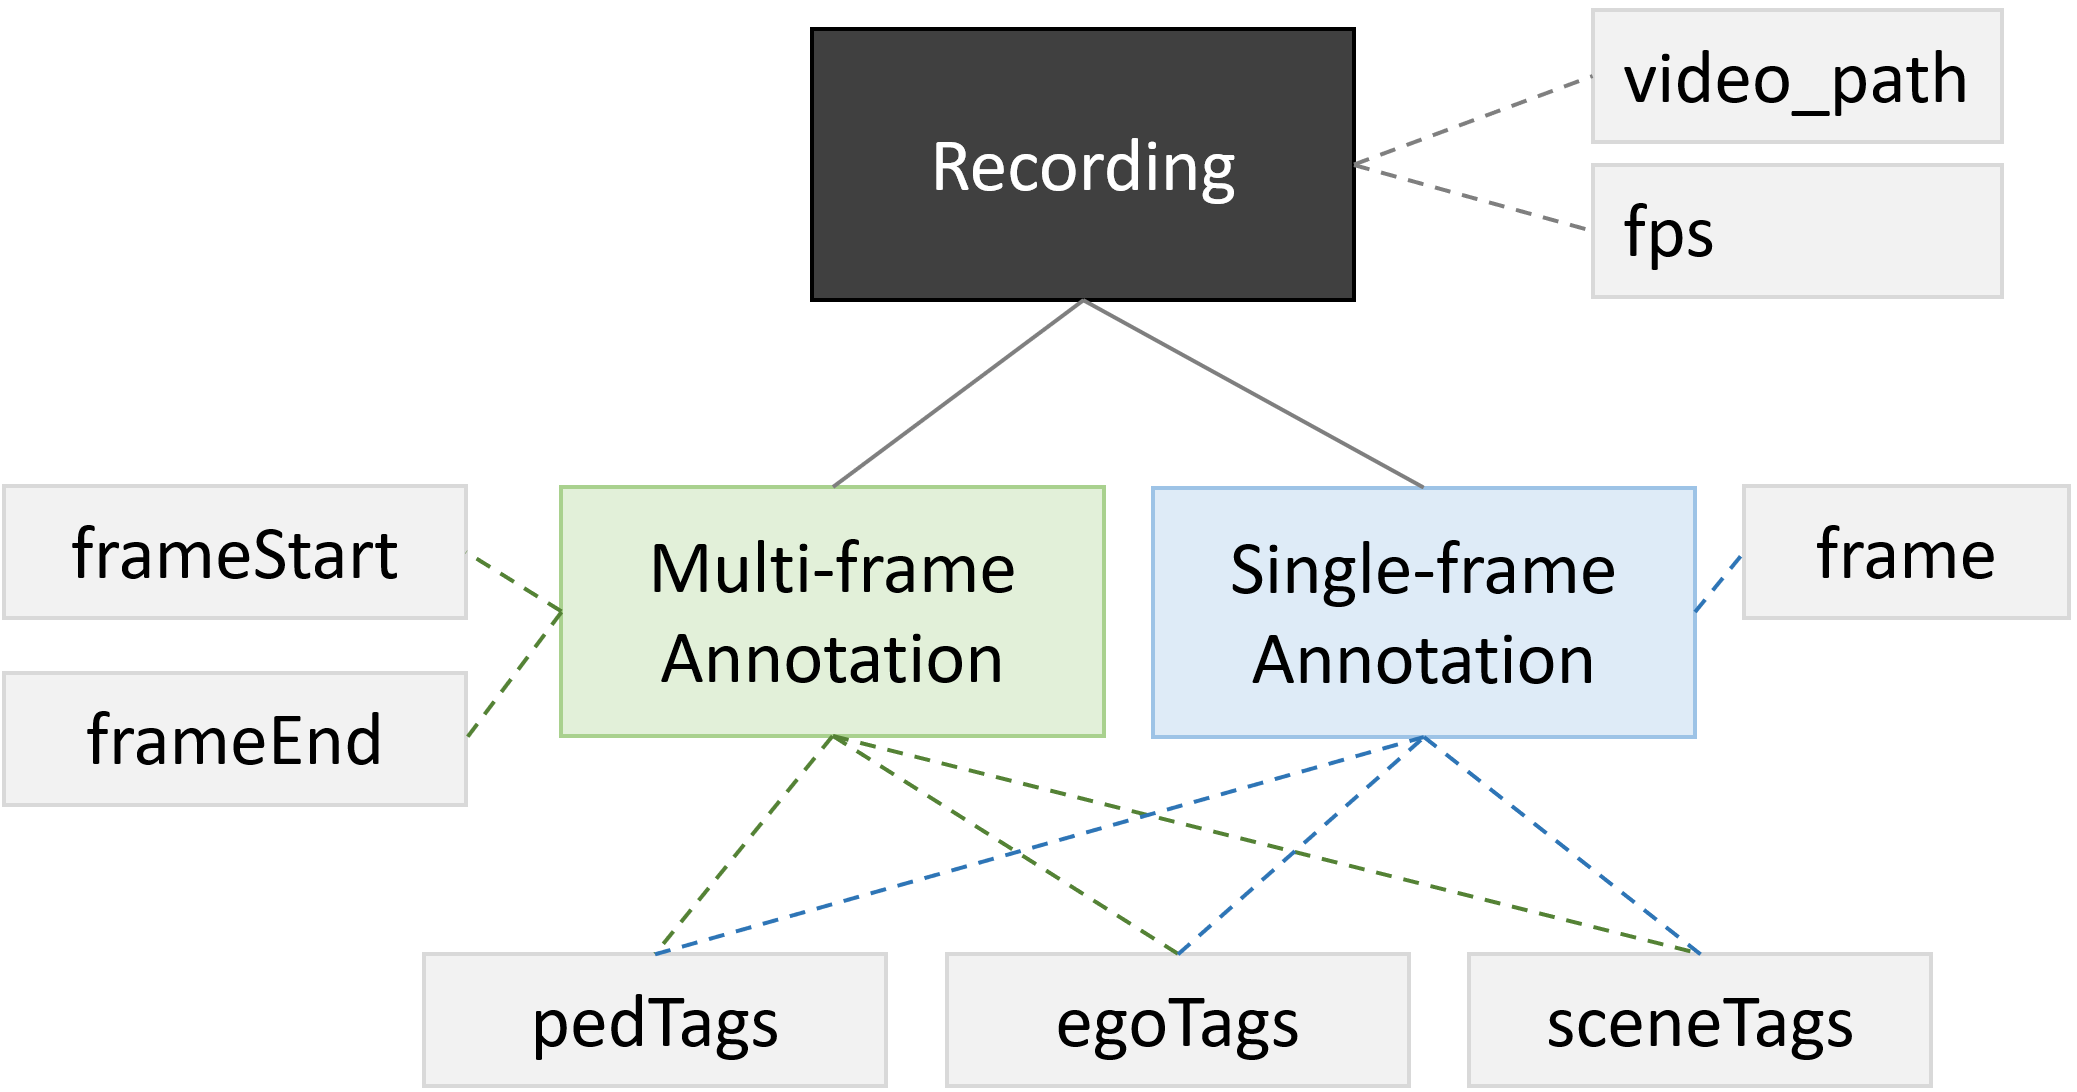 video_path
Recording
fps
frameStart
Multi-frame
Annotation
Single-frame
Annotation
frame
frameEnd
pedTags
egoTags
sceneTags